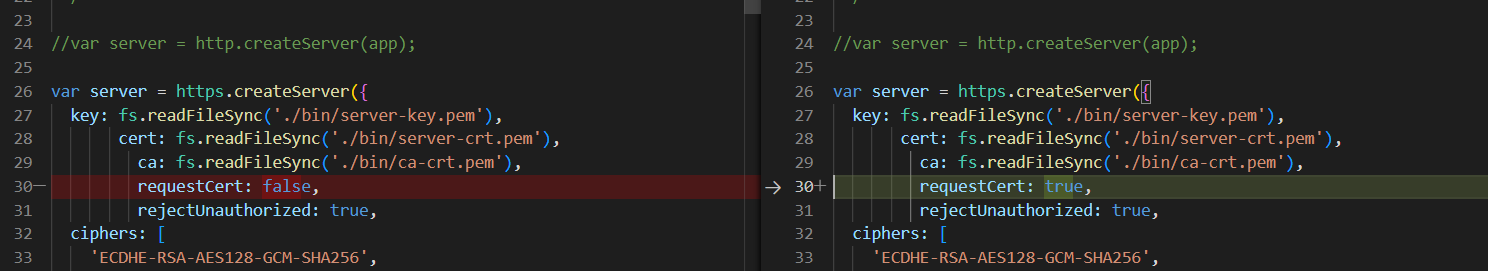 23
24 //var server = http.createServer(app);
25
26 var server = https.createServer({
27 key: fs.readFileSync('./bin/server-key.pem'),
28 cert: fs.readFileSync('./bin/server-crt.pem'),
29 ca: fs.readFileSync('./bin/ca-crt.pem'),
30− requestCert: false,
31 rejectUnauthorized: true,
32 ciphers: [
33 'ECDHE-RSA-AES128-GCM-SHA256',
23
24 //var server = http.createServer(app);
25
26 var server = https.createServer({
27 key: fs.readFileSync('./bin/server-key.pem'),
28 cert: fs.readFileSync('./bin/server-crt.pem'),
29 ca: fs.readFileSync('./bin/ca-crt.pem'),
→ 30+ requestCert: true,
31 rejectUnauthorized: true,
32 ciphers: [
33 'ECDHE-RSA-AES128-GCM-SHA256',